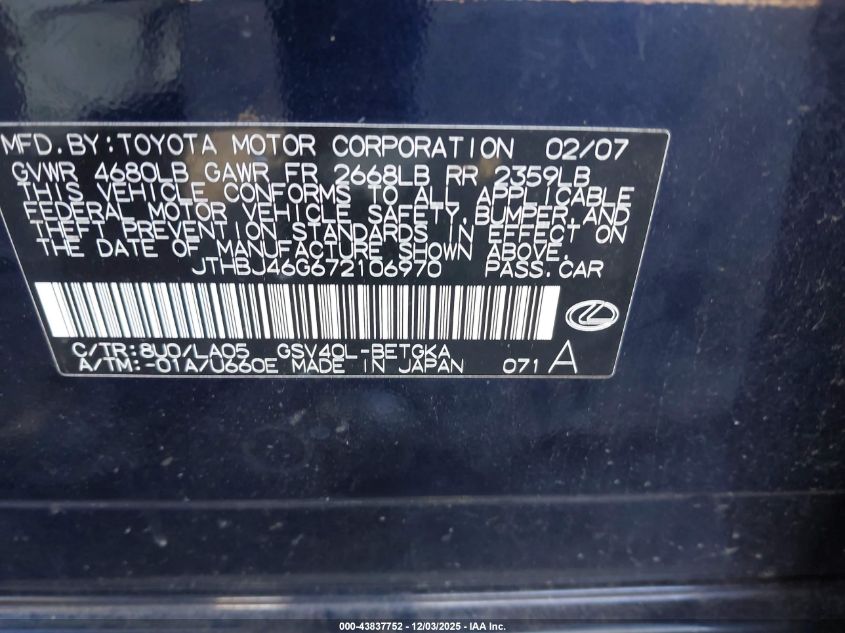 MFD.BY:TOYOTA MOTOR CORPORATION 02/07
GVWR 4680LB GAWR FR 2668LB RR 2359LB
THIS VEHICLE CONFORMS TO ALL APPLICABLE
FEDERAL MOTOR VEHICLE SAFETY,BUMPER,AND
THEFT PREVENTION STANDARDS IN EFFECT ON
THE DATE OF MANUFACTURE SHOWN ABOVE.
JTHBJ46G672106970 PASS.CAR
C/TR:8U0/LA05 GSV40L-BETGKA
A/TM:-01A/U660E MADE IN JAPAN 071A
000-43837752 - 12/03/2025 - IAA Inc.